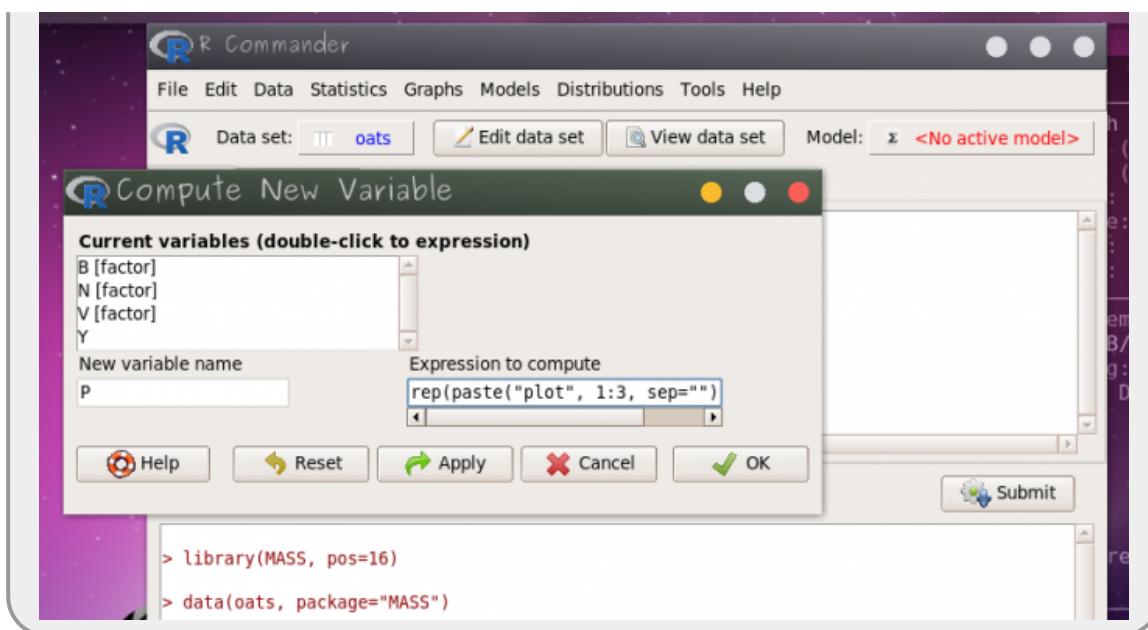 R Commander
File Edit Data Statistics Graphs Models Distributions Tools Help
Data set: oats Edit data set View data set Model: Σ <No active model>
Compute New Variable
Current variables (double-click to expression)
B [factor]
N [factor]
V [factor]
Y
New variable name Expression to compute
P rep(paste("plot", 1:3, sep="")
Help Reset Apply Cancel OK
Submit
> library(MASS, pos=16)
> data(oats, package="MASS")